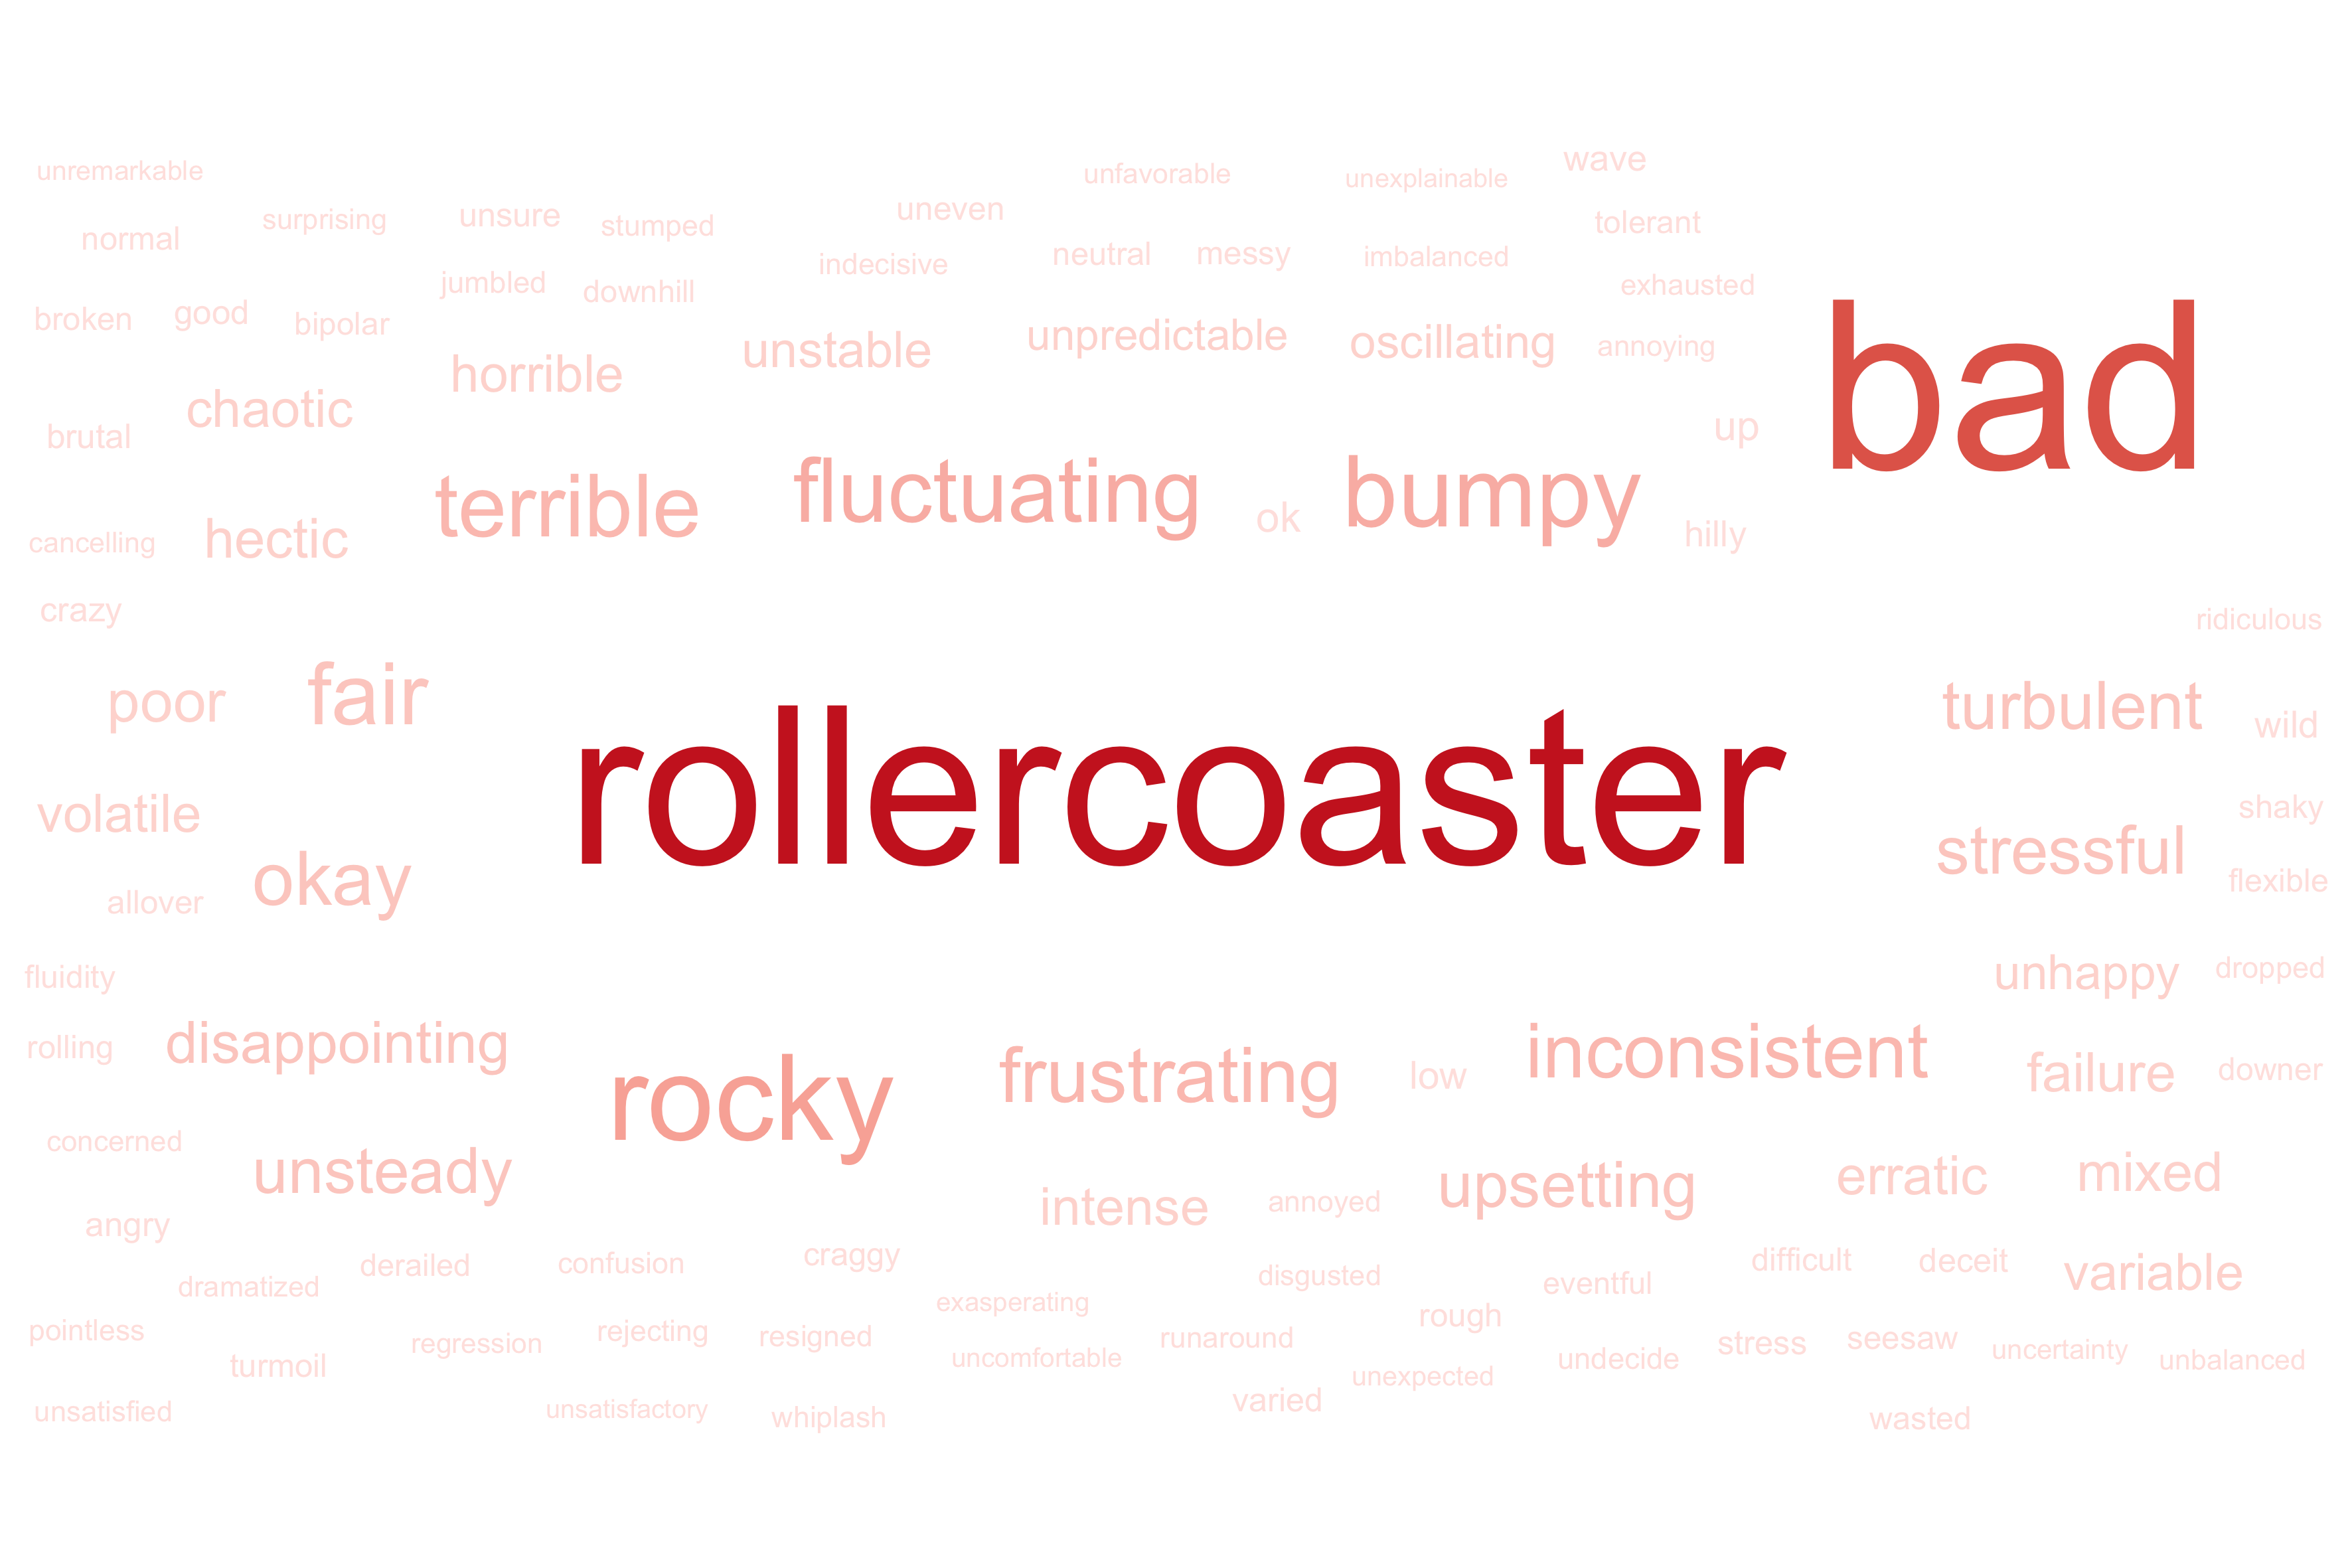 wave
unremarkable
unfavorable
unexplainable
uneven
unsure
surprising
stumped
tolerant
normal
neutral
messy
imbalanced
indecisive
jumbled
downhill
exhausted
broken
good
bipolar
unstable
unpredictable
oscillating
annoying
bad
horrible
chaotic
brutal
up
terrible
fluctuating
ok
bumpy
hilly
cancelling
hectic
crazy
ridiculous
poor
fair
rollercoaster
turbulent
wild
volatile
shaky
stressful
okay
flexible
allover
fluidity
unhappy
dropped
rolling
disappointing
rocky
frustrating
low
inconsistent
failure
downer
concerned
unsteady
intense
annoyed
upsetting
erratic
mixed
angry
derailed
confusion
craggy
disgusted
difficult
deceit
variable
dramatized
eventful
exasperating
rough
pointless
regression
rejecting
resigned
runaround
stress
seesaw
uncertainty
unbalanced
turmoil
uncomfortable
unexpected
undecide
unsatisfied
unsatisfactory
whiplash
varied
wasted